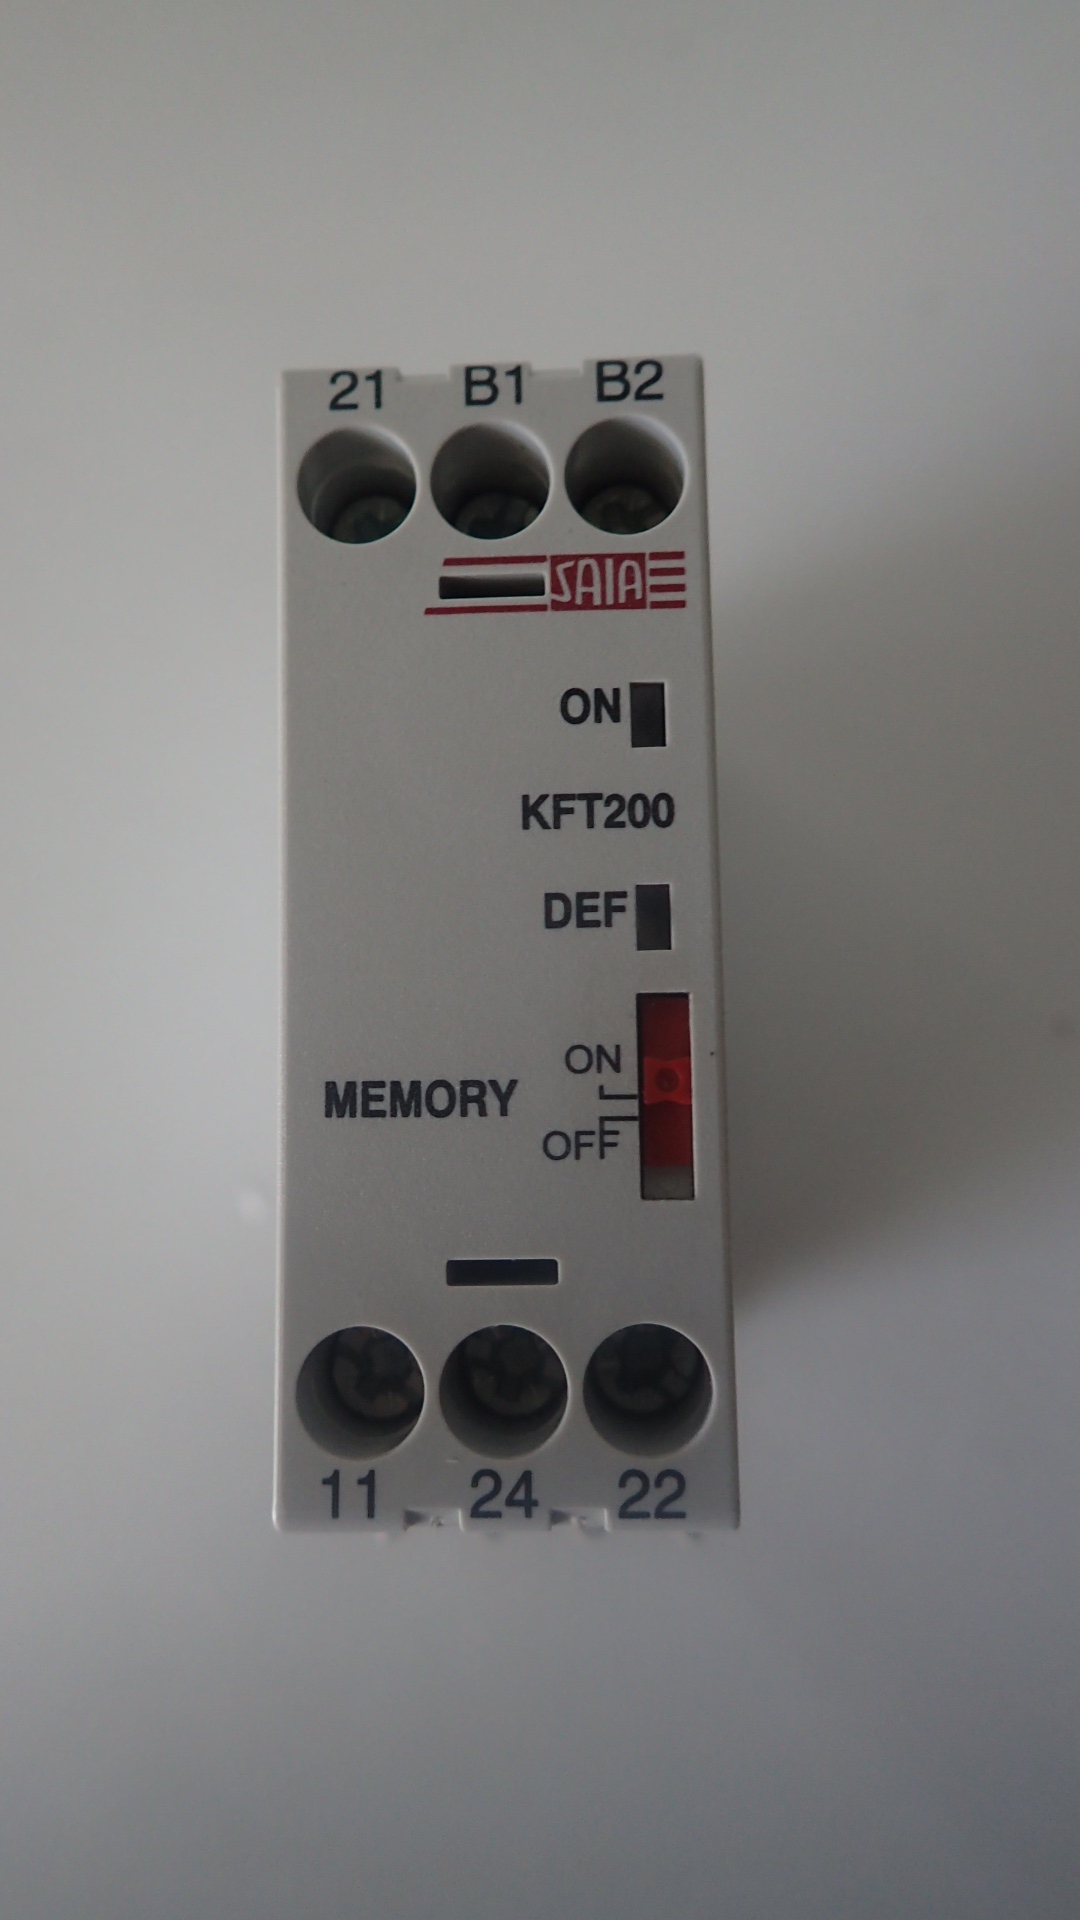 21 B1 B2
SAIA
ON
KFT200
DEF
ON
MEMORY
OFF
11 24 22